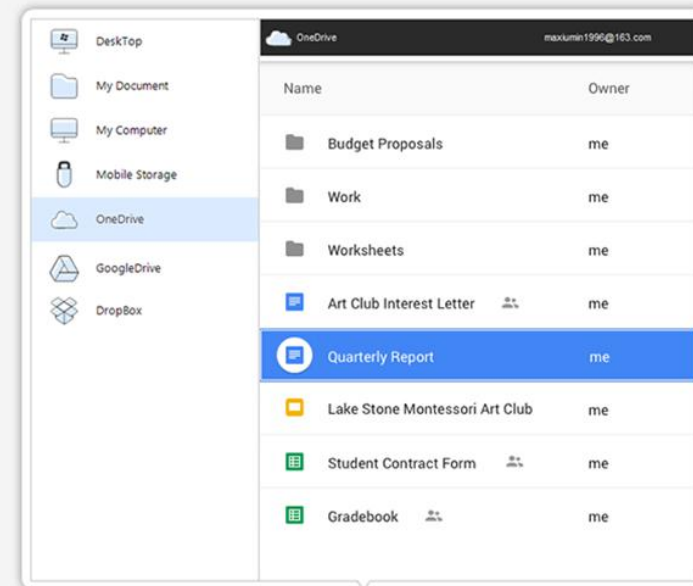 DeskTop
My Document
My Computer
Mobile Storage
OneDrive
GoogleDrive
DropBox
OneDrive maxiumin1996@163.com
Name Owner
Budget Proposals me
Work me
Worksheets me
Art Club Interest Letter me
Quarterly Report me
Lake Stone Montessori Art Club me
Student Contract Form me
Gradebook me